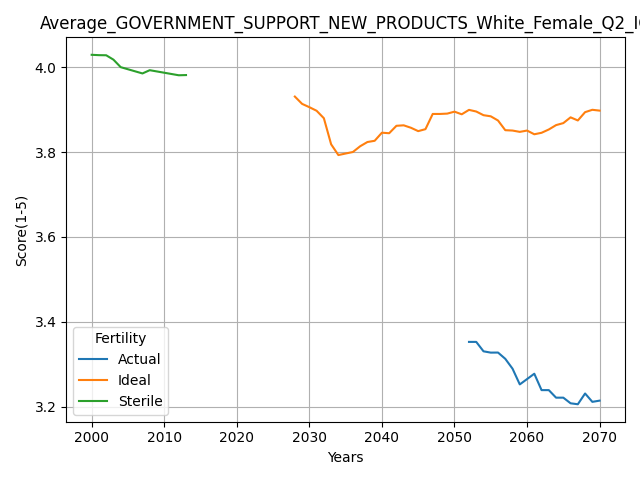 Average_GOVERNMENT_SUPPORT_NEW_PRODUCTS_White_Female_Q2_I
4.0
3.8
3.6
3.4
3.2
Score(1-5)
Fertility
Actual
Ideal
Sterile
2000 2010 2020 2030 2040 2050 2060 2070
Years